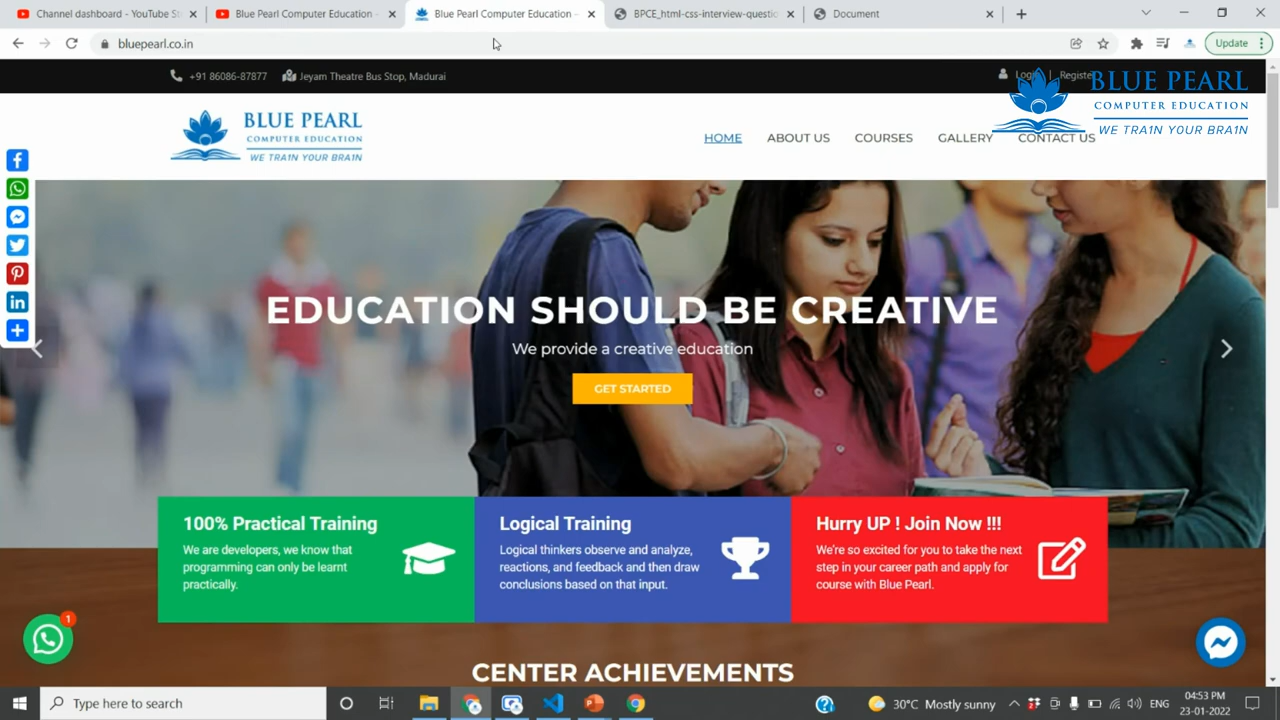 Channel dashboard - YouTube St
Blue Pearl Computer Education -
Blue Pearl Computer Education -
BPCE_html-css-interview-questio
Document
bluepearl.co.in
Update
+91 86086-87877
Jeyam Theatre Bus Stop, Madurai
Login | Register
BLUE PEARL
COMPUTER EDUCATION
WE TRA1N YOUR BRA1N
BLUE PEARL
COMPUTER EDUCATION
WE TRA1N YOUR BRA1N
HOME
ABOUT US
COURSES
GALLERY
CONTACT US
EDUCATION SHOULD BE CREATIVE
We provide a creative education
GET STARTED
100% Practical Training
We are developers, we know that
programming can only be learnt
practically.
Logical Training
Logical thinkers observe and analyze,
reactions, and feedback and then draw
conclusions based on that input.
Hurry UP ! Join Now !!!
We're so excited for you to take the next
step in your career path and apply for
course with Blue Pearl.
1
CENTER ACHIEVEMENTS
Type here to search
30°C Mostly sunny
ENG
04:53 PM
23-01-2022